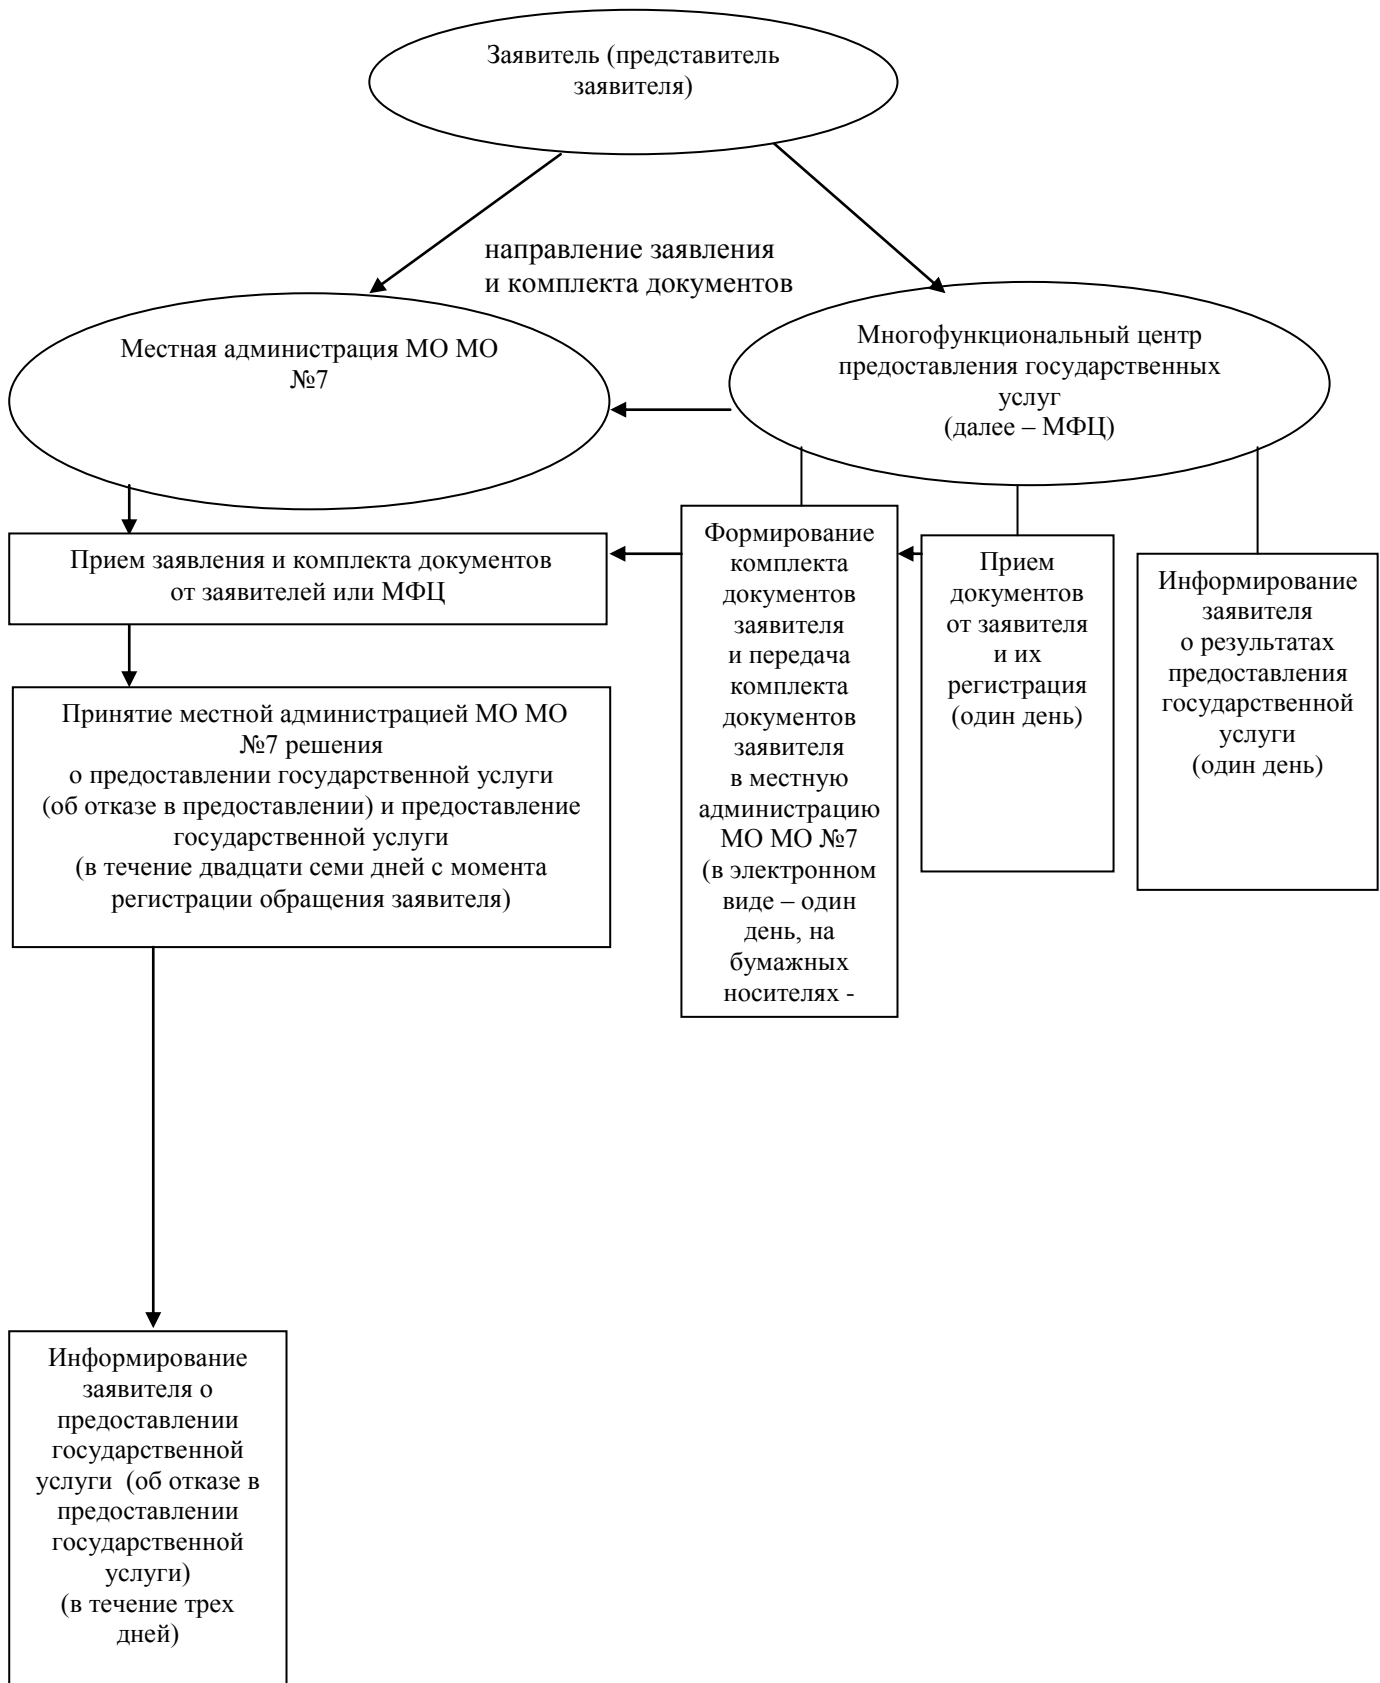 Заявитель (представитель
заявителя)
направление заявления
и комплекта документов
Местная администрация МО МО
№7
Многофункциональный центр
предоставления государственных
услуг
(далее – МФЦ)
Прием заявления и комплекта документов
от заявителей или МФЦ
Принятие местной администрацией МО МО
№7 решения
о предоставлении государственной услуги
(об отказе в предоставлении) и предоставление
государственной услуги
(в течение двадцати семи дней с момента
регистрации обращения заявителя)
Формирование
комплекта
документов
заявителя
и передача
комплекта
документов
заявителя
в местную
администрацию
МО МО №7
(в электронном
виде – один
день, на
бумажных
носителях -
Прием
документов
от заявителя
и их
регистрация
(один день)
Информирование
заявителя
о результатах
предоставления
государственной
услуги
(один день)
Информирование
заявителя о
предоставлении
государственной
услуги  (об отказе в
предоставлении
государственной
услуги)
(в течение трех
дней)